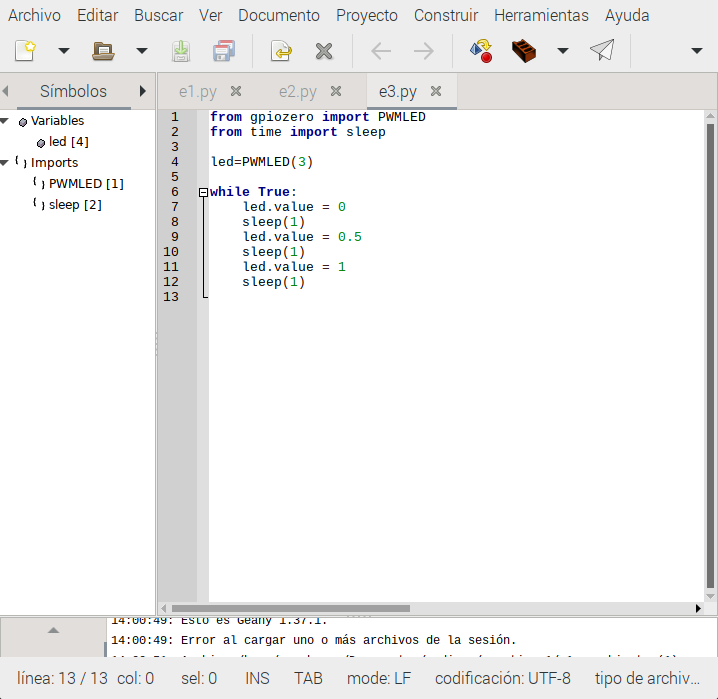 Archivo Editar Buscar Ver Documento Proyecto Construir Herramientas Ayuda
Símbolos e1.py e2.py e3.py
Variables
led [4]
Imports
PWMLED [1]
sleep [2]
1 from gpiozero import PWMLED
2 from time import sleep
3
4 led=PWMLED(3)
5
6 while True:
7 led.value = 0
8 sleep(1)
9 led.value = 0.5
10 sleep(1)
11 led.value = 1
12 sleep(1)
13
14:00:49: Esto es Geany 1.37.1.
14:00:49: Error al cargar uno o más archivos de la sesión.
línea: 13 / 13 col: 0 sel: 0 INS TAB mode: LF codificación: UTF-8 tipo de archiv...